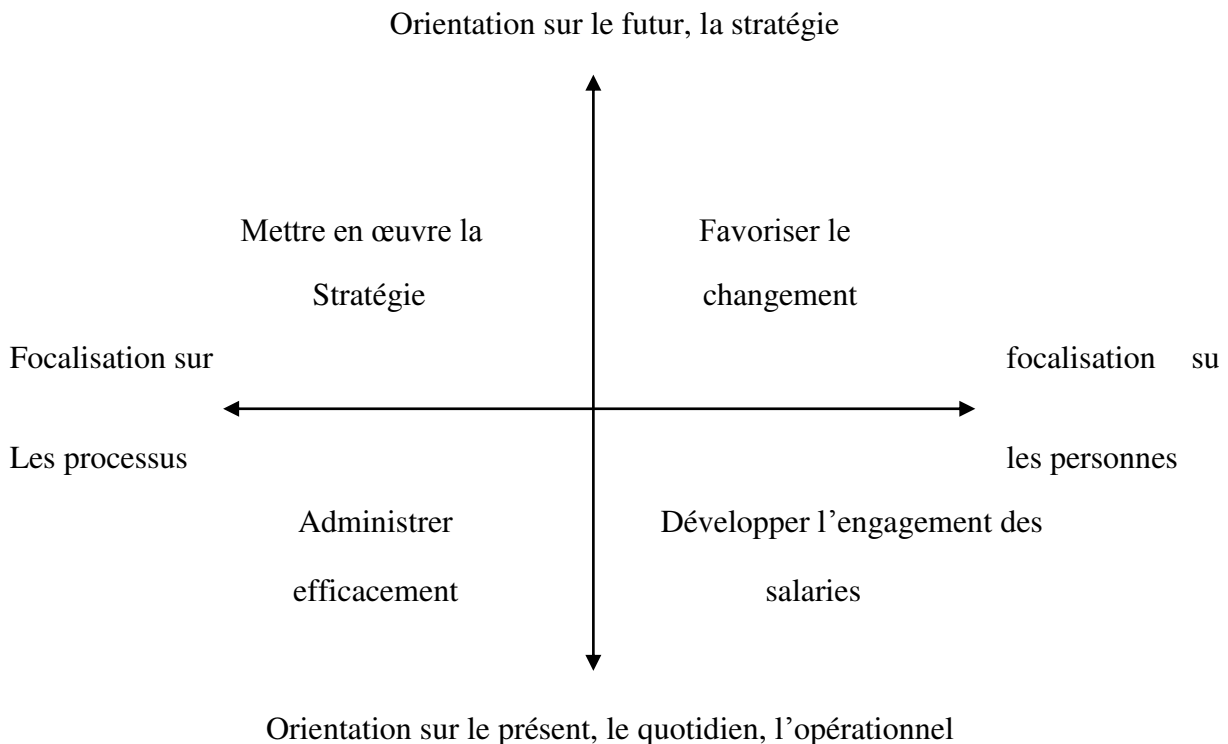 Orientation sur le futur, la stratégie
Mettre en œuvre la
Stratégie
Favoriser le
changement
Focalisation sur
Les processus
focalisation su
les personnes
Administrer
efficacement
Développer l’engagement des
salaries
Orientation sur le présent, le quotidien, l’opérationnel